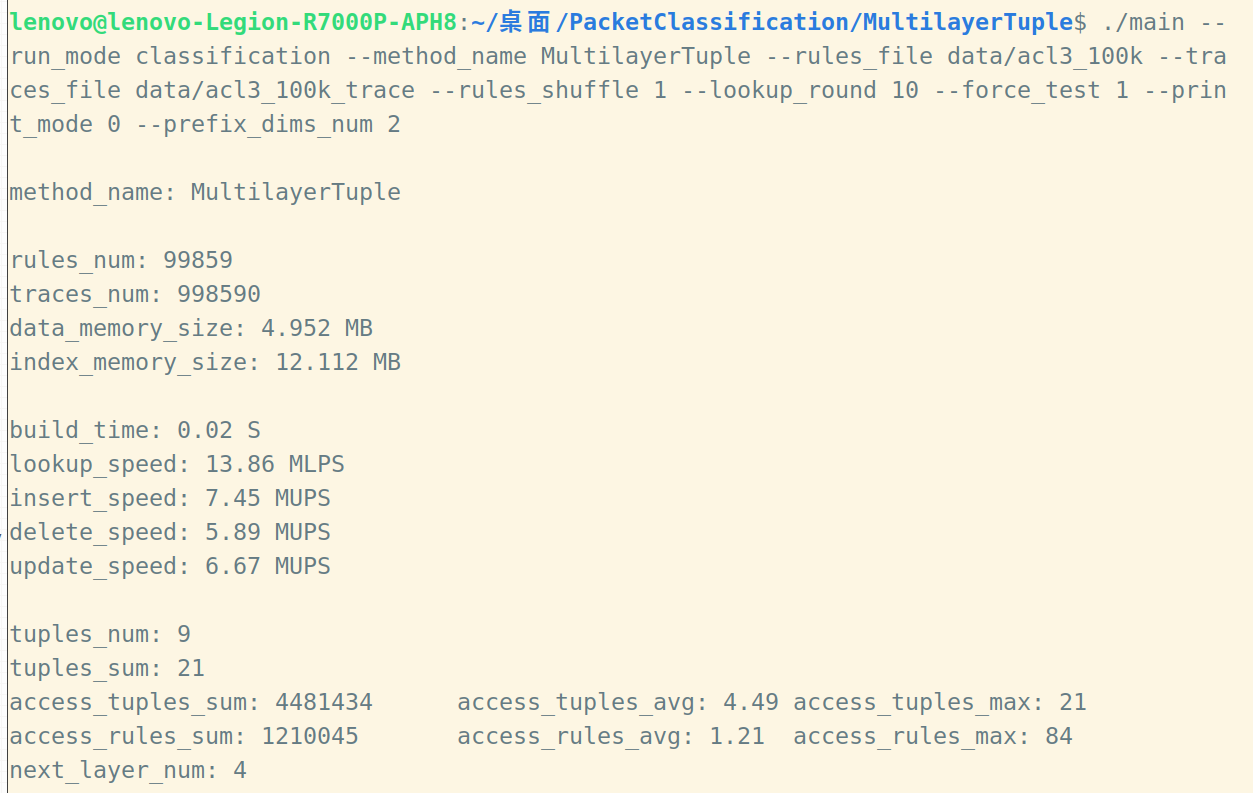 lenovo@lenovo-Legion-R7000P-APH8:~/桌面/PacketClassification/MultilayerTuple$ ./main --
run_mode classification --method_name MultilayerTuple --rules_file data/acl3_100k --tra
ces_file data/acl3_100k_trace --rules_shuffle 1 --lookup_round 10 --force_test 1 --prin
t_mode 0 --prefix_dims_num 2
method_name: MultilayerTuple
rules_num: 99859
traces_num: 998590
data_memory_size: 4.952 MB
index_memory_size: 12.112 MB
build_time: 0.02 S
lookup_speed: 13.86 MLPS
insert_speed: 7.45 MUPS
delete_speed: 5.89 MUPS
update_speed: 6.67 MUPS
tuples_num: 9
tuples_sum: 21
access_tuples_sum: 4481434      access_tuples_avg: 4.49 access_tuples_max: 21
access_rules_sum: 1210045       access_rules_avg: 1.21  access_rules_max: 84
next_layer_num: 4